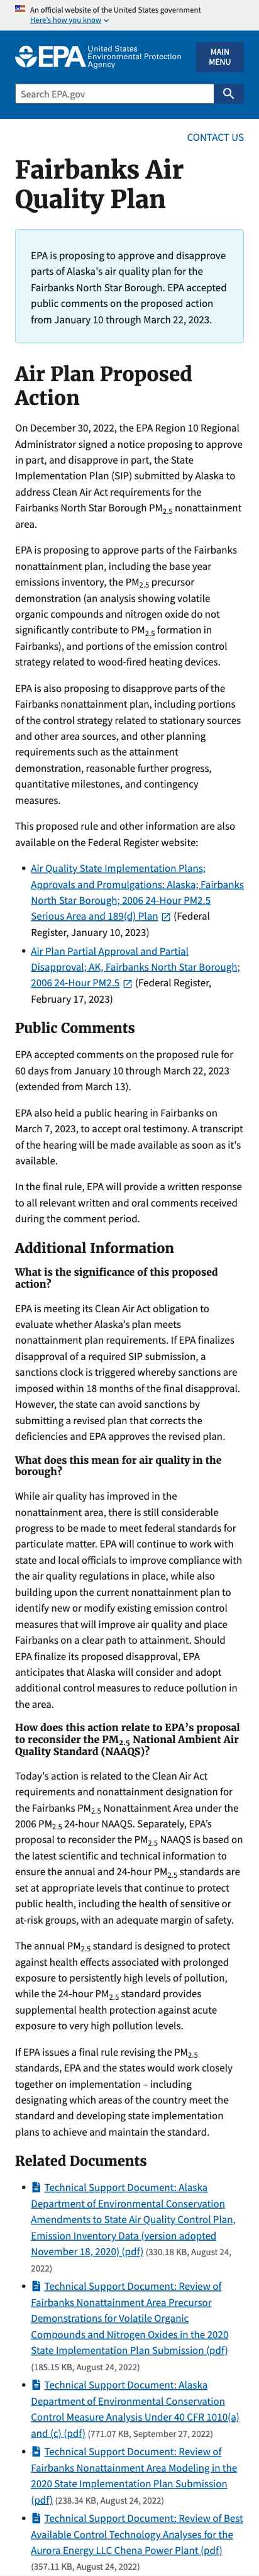 An official website of the United States government
Here's how you know
EPA United States
Environmental Protection
Agency
MAIN
MENU
Search EPA.gov
CONTACT US
Fairbanks Air
Quality Plan
EPA is proposing to approve and disapprove
parts of Alaska's air quality plan for the
Fairbanks North Star Borough. EPA accepted
public comments on the proposed action
from January 10 through March 22, 2023.
Air Plan Proposed
Action
On December 30, 2022, the EPA Region 10 Regional
Administrator signed a notice proposing to approve
in part, and disapprove in part, the State
Implementation Plan (SIP) submitted by Alaska to
address Clean Air Act requirements for the
Fairbanks North Star Borough PM2.5 nonattainment
area.
EPA is proposing to approve parts of the Fairbanks
nonattainment plan, including the base year
emissions inventory, the PM2.5 precursor
demonstration (an analysis showing volatile
organic compounds and nitrogen oxide do not
significantly contribute to PM2.5 formation in
Fairbanks), and portions of the emission control
strategy related to wood-fired heating devices.
EPA is also proposing to disapprove parts of the
Fairbanks nonattainment plan, including portions
of the control strategy related to stationary sources
and other area sources, and other planning
requirements such as the attainment
demonstration, reasonable further progress,
quantitative milestones, and contingency
measures.
This proposed rule and other information are also
available on the Federal Register website:
• Air Quality State Implementation Plans;
Approvals and Promulgations: Alaska; Fairbanks
North Star Borough; 2006 24-Hour PM2.5
Serious Area and 189(d) Plan (Federal
Register, January 10, 2023)
• Air Plan Partial Approval and Partial
Disapproval; AK, Fairbanks North Star Borough;
2006 24-Hour PM2.5 (Federal Register,
February 17, 2023)
Public Comments
EPA accepted comments on the proposed rule for
60 days from January 10 through March 22, 2023
(extended from March 13).
EPA also held a public hearing in Fairbanks on
March 7, 2023, to accept oral testimony. A transcript
of the hearing will be made available as soon as it's
available.
In the final rule, EPA will provide a written response
to all relevant written and oral comments received
during the comment period.
Additional Information
What is the significance of this proposed
action?
EPA is meeting its Clean Air Act obligation to
evaluate whether Alaska's plan meets
nonattainment plan requirements. If EPA finalizes
disapproval of a required SIP submission, a
sanctions clock is triggered whereby sanctions are
imposed within 18 months of the final disapproval.
However, the state can avoid sanctions by
submitting a revised plan that corrects the
deficiencies and EPA approves the revised plan.
What does this mean for air quality in the
borough?
While air quality has improved in the
nonattainment area, there is still considerable
progress to be made to meet federal standards for
particulate matter. EPA will continue to work with
state and local officials to improve compliance with
the air quality regulations in place, while also
building upon the current nonattainment plan to
identify new or modify existing emission control
measures that will improve air quality and place
Fairbanks on a clear path to attainment. Should
EPA finalize its proposed disapproval, EPA
anticipates that Alaska will consider and adopt
additional control measures to reduce pollution in
the area.
How does this action relate to EPA's proposal
to reconsider the PM2.5 National Ambient Air
Quality Standard (NAAQS)?
Today's action is related to the Clean Air Act
requirements and nonattainment designation for
the Fairbanks PM2.5 Nonattainment Area under the
2006 PM2.5 24-hour NAAQS. Separately, EPA's
proposal to reconsider the PM2.5 NAAQS is based on
the latest scientific and technical information to
ensure the annual and 24-hour PM2.5 standards are
set at appropriate levels that continue to protect
public health, including the health of sensitive or
at-risk groups, with an adequate margin of safety.
The annual PM2.5 standard is designed to protect
against health effects associated with prolonged
exposure to persistently high levels of pollution,
while the 24-hour PM2.5 standard provides
supplemental health protection against acute
exposure to very high pollution levels.
If EPA issues a final rule revising the PM2.5
standards, EPA and the states would work closely
together on implementation – including
designating which areas of the country meet the
standard and developing state implementation
plans to achieve and maintain the standard.
Related Documents
• Technical Support Document: Alaska
Department of Environmental Conservation
Amendments to State Air Quality Control Plan,
Emission Inventory Data (version adopted
November 18, 2020) (pdf) (330.18 KB, August 24,
2022)
• Technical Support Document: Review of
Fairbanks Nonattainment Area Precursor
Demonstrations for Volatile Organic
Compounds and Nitrogen Oxides in the 2020
State Implementation Plan Submission (pdf)
(185.15 KB, August 24, 2022)
• Technical Support Document: Alaska
Department of Environmental Conservation
Control Measure Analysis Under 40 CFR 1010(a)
and (c) (pdf) (771.07 KB, September 27, 2022)
• Technical Support Document: Review of
Fairbanks Nonattainment Area Modeling in the
2020 State Implementation Plan Submission
(pdf) (238.34 KB, August 24, 2022)
• Technical Support Document: Review of Best
Available Control Technology Analyses for the
Aurora Energy LLC Chena Power Plant (pdf)
(357.11 KB, August 24, 2022)